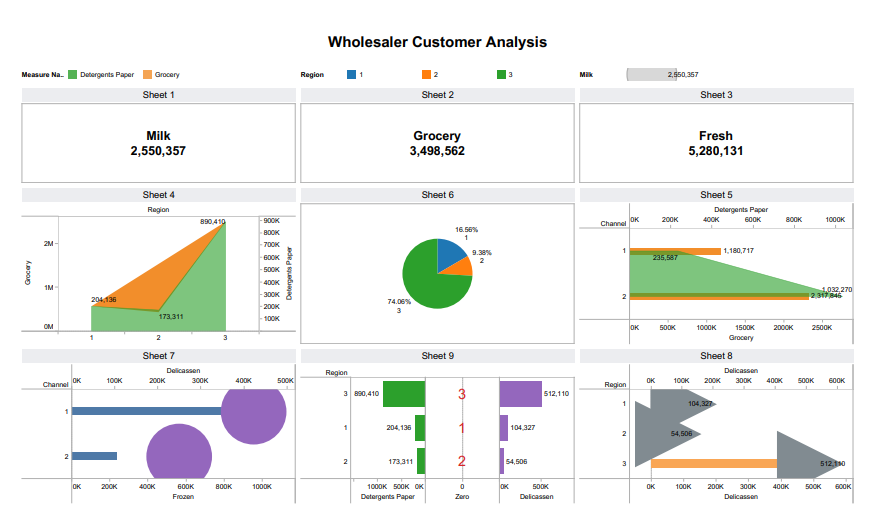 Wholesaler Customer Analysis
Measure Na.. Detergents Paper Grocery
Region 1 2 3
Milk 2,550,357
Sheet 1 Sheet 2 Sheet 3
Milk
2,550,357
Grocery
3,498,562
Fresh
5,280,131
Sheet 4
Region
Grocery
2M
1M
0M
890,410
204,136
173,311
900K
800K
700K
600K
500K
400K
300K
200K
100K
Detergents Paper
1 2 3
Sheet 6
16.56%
1
9.38%
2
74.06%
3
Sheet 5
Detergents Paper
Channel 0K 200K 400K 600K 800K 1000K
1 1,180,717
235,587
1,032,270
2 2,317,845
0K 500K 1000K 1500K 2000K 2500K
Grocery
Sheet 7
Delicassen
Channel 0K 100K 200K 300K 400K 500K
1
2
0K 200K 400K 600K 800K 1000K
Frozen
Sheet 9
Region
3 890,410 3 512,110
1 204,136 1 104,327
2 173,311 2 54,506
1000K 500K 0K 0 0K 500K
Detergents Paper Zero Delicassen
Sheet 8
Delicassen
Region 0K 100K 200K 300K 400K 500K 600K
1 104,327
2 54,506
3 512,110
0K 100K 200K 300K 400K 500K 600K
Delicassen